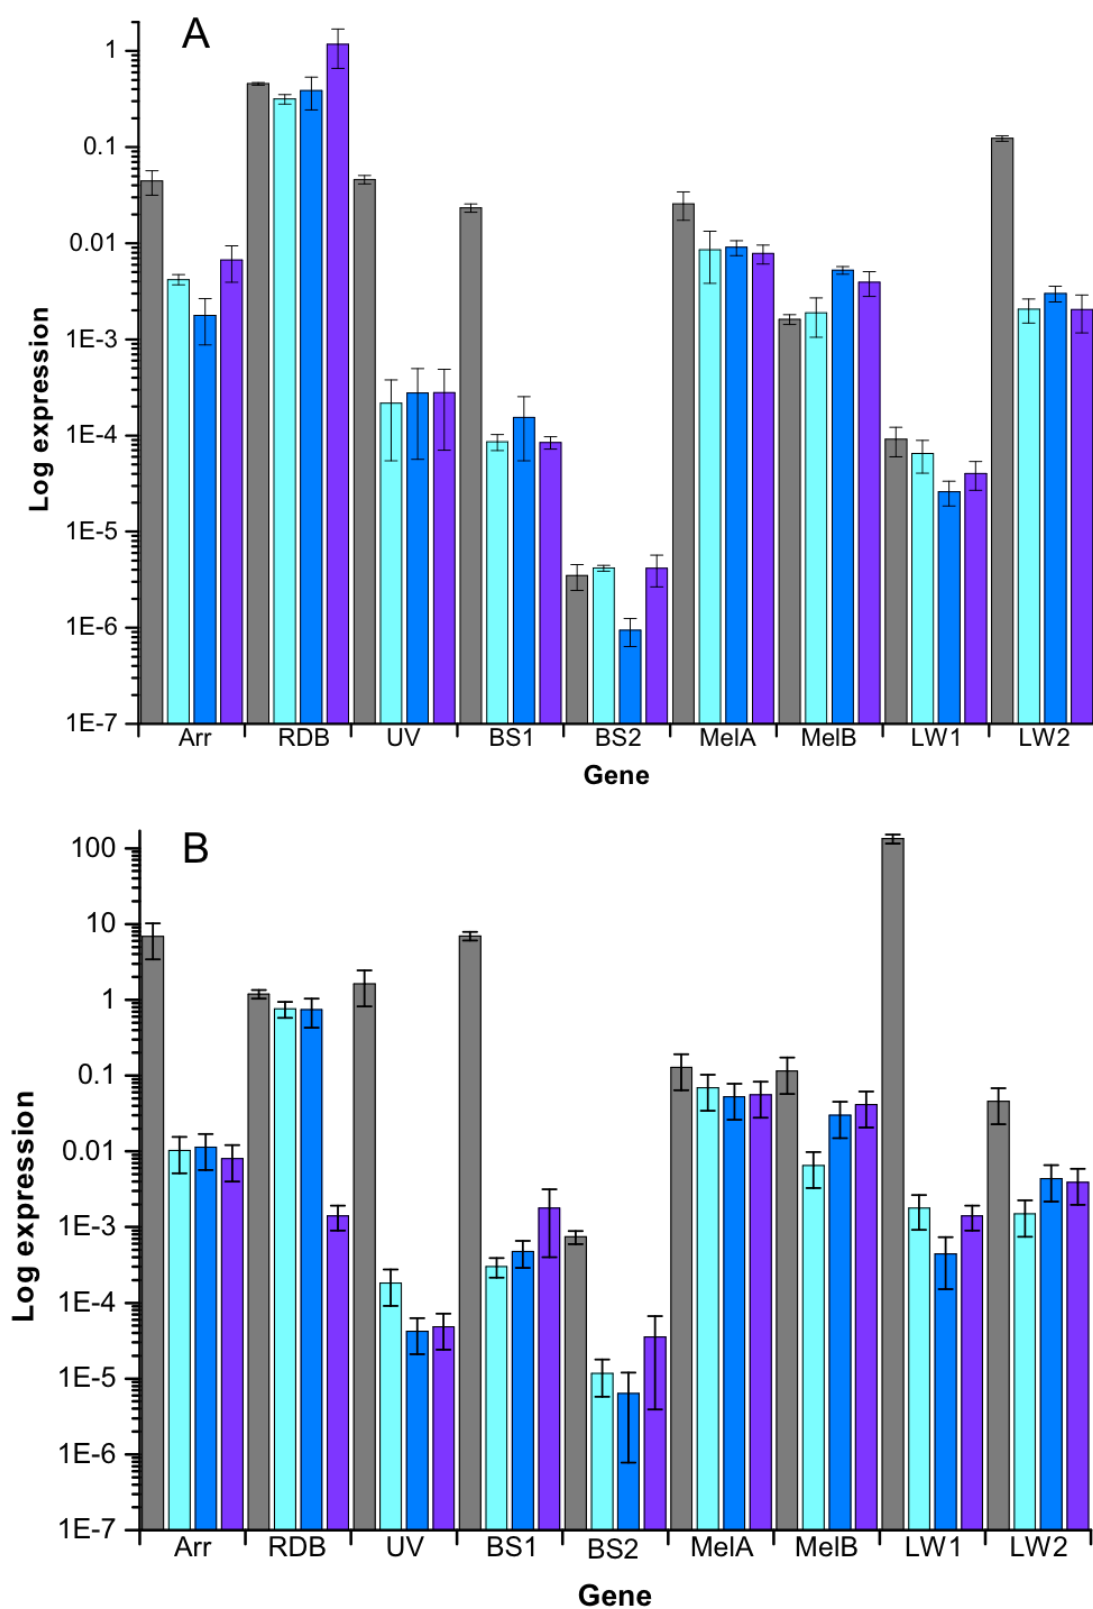 A
1
0.1
0.01
1E-3
1E-4
1E-5
1E-6
1E-7
Log expression
Arr RDB UV BS1 BS2 MelA MelB LW1 LW2
Gene
B
100
10
1
0.1
0.01
1E-3
1E-4
1E-5
1E-6
1E-7
Log expression
Arr RDB UV BS1 BS2 MelA MelB LW1 LW2
Gene